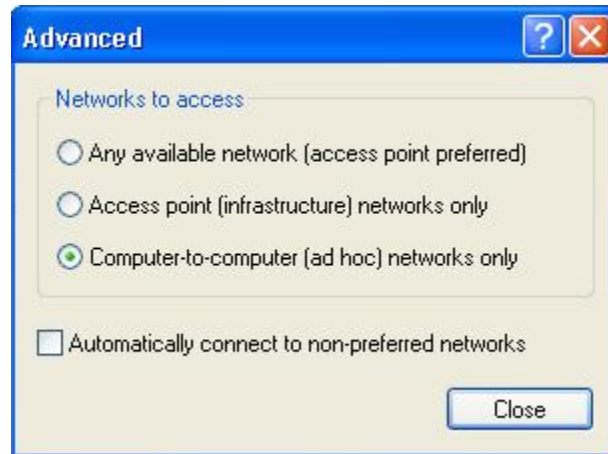 Advanced
Networks to access
Any available network (access point preferred)
Access point (infrastructure) networks only
Computer-to-computer (ad hoc) networks only
Automatically connect to non-preferred networks
Close